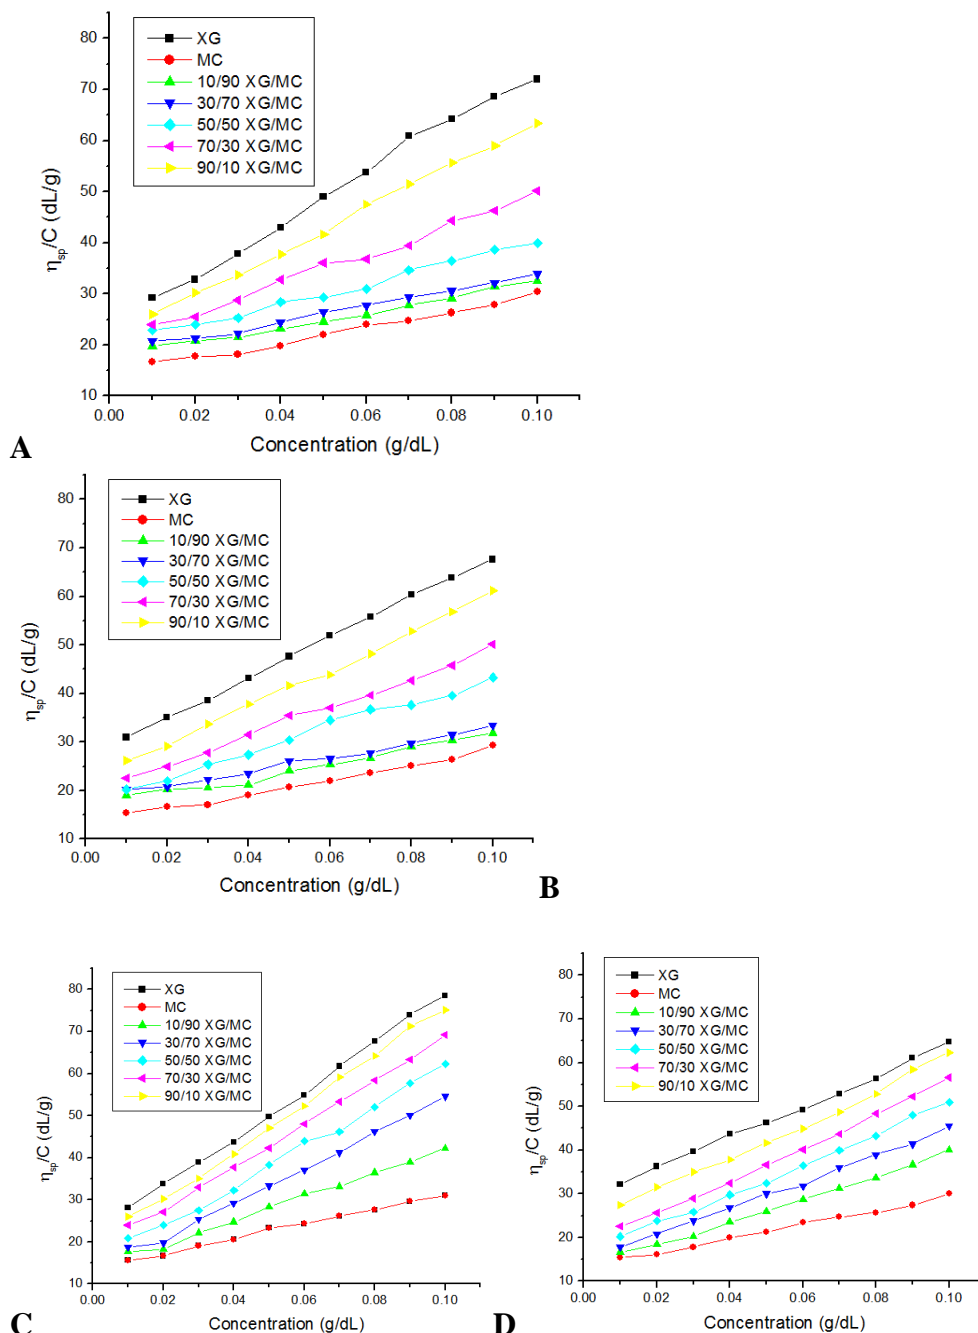 80
70
60
50
40
30
20
10
η_sp/C (dL/g)
XG
MC
10/90 XG/MC
30/70 XG/MC
50/50 XG/MC
70/30 XG/MC
90/10 XG/MC
0.00 0.02 0.04 0.06 0.08 0.10
Concentration (g/dL)
A
80
70
60
50
40
30
20
10
η_sp/C (dL/g)
XG
MC
10/90 XG/MC
30/70 XG/MC
50/50 XG/MC
70/30 XG/MC
90/10 XG/MC
0.00 0.02 0.04 0.06 0.08 0.10
Concentration (g/dL)
B
80
70
60
50
40
30
20
10
η_sp/C (dL/g)
XG
MC
10/90 XG/MC
30/70 XG/MC
50/50 XG/MC
70/30 XG/MC
90/10 XG/MC
0.00 0.02 0.04 0.06 0.08 0.10
Concentration (g/dL)
C
80
70
60
50
40
30
20
10
η_sp/C (dL/g)
XG
MC
10/90 XG/MC
30/70 XG/MC
50/50 XG/MC
70/30 XG/MC
90/10 XG/MC
0.00 0.02 0.04 0.06 0.08 0.10
Concentration (g/dL)
D